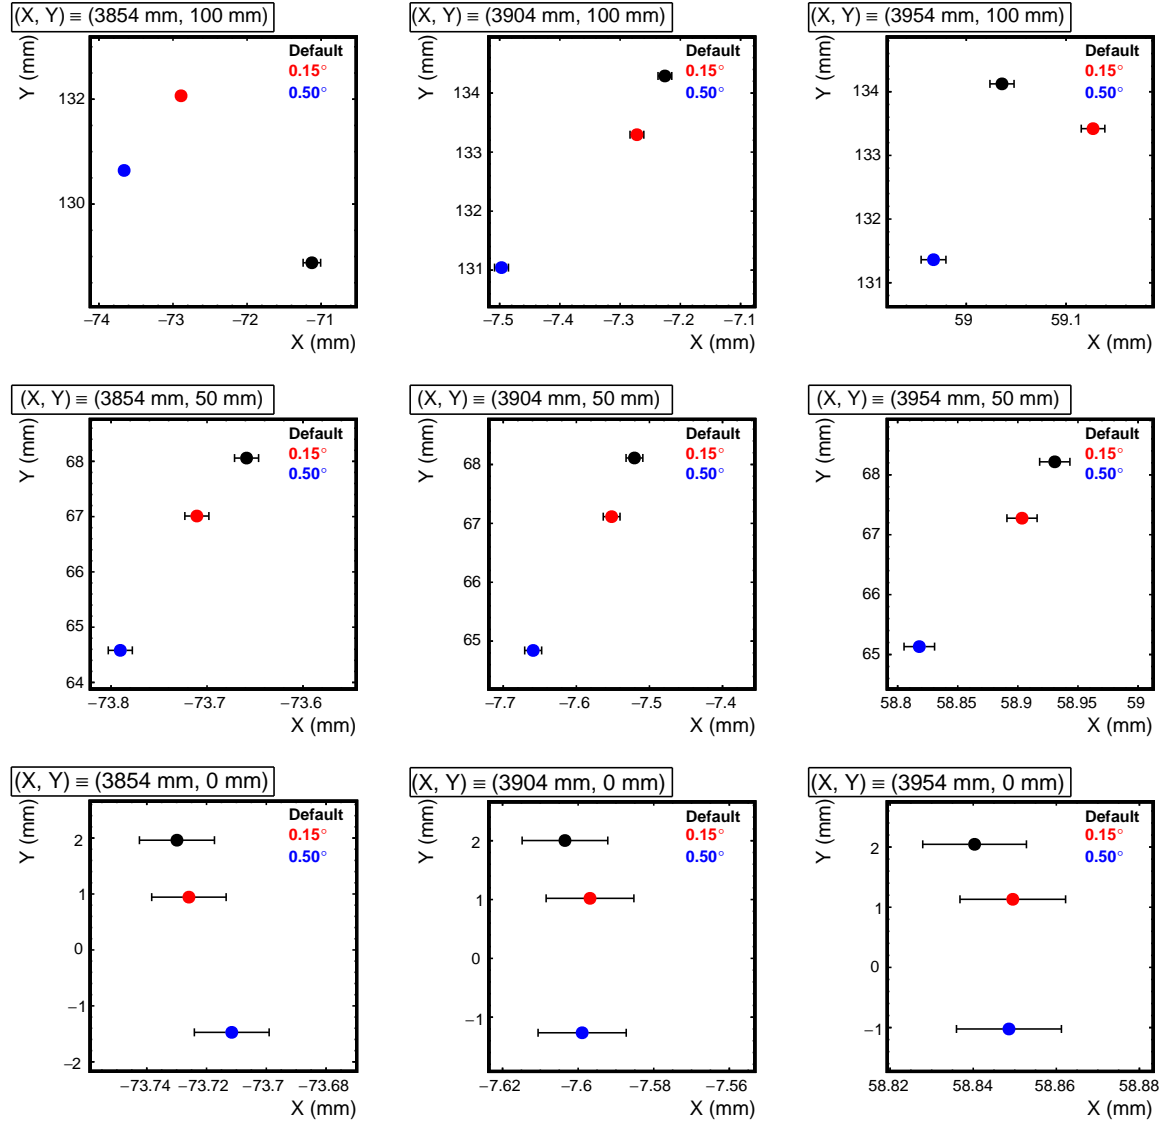 (X, Y) ≡ (3854 mm, 100 mm)
Y (mm)
Default
0.15°
0.50°
132
130
−74 −73 −72 −71
X (mm)
(X, Y) ≡ (3904 mm, 100 mm)
Y (mm)
Default
0.15°
0.50°
134
133
132
131
−7.5 −7.4 −7.3 −7.2 −7.1
X (mm)
(X, Y) ≡ (3954 mm, 100 mm)
Y (mm)
Default
0.15°
0.50°
134
133
132
131
59 59.1
X (mm)
(X, Y) ≡ (3854 mm, 50 mm)
Y (mm)
Default
0.15°
0.50°
68
67
66
65
64
−73.8 −73.7 −73.6
X (mm)
(X, Y) ≡ (3904 mm, 50 mm)
Y (mm)
Default
0.15°
0.50°
68
67
66
65
−7.7 −7.6 −7.5 −7.4
X (mm)
(X, Y) ≡ (3954 mm, 50 mm)
Y (mm)
Default
0.15°
0.50°
68
67
66
65
58.8 58.85 58.9 58.95 59
X (mm)
(X, Y) ≡ (3854 mm, 0 mm)
Y (mm)
Default
0.15°
0.50°
2
1
0
−1
−2
−73.74 −73.72 −73.7 −73.68
X (mm)
(X, Y) ≡ (3904 mm, 0 mm)
Y (mm)
Default
0.15°
0.50°
2
1
0
−1
−7.62 −7.6 −7.58 −7.56
X (mm)
(X, Y) ≡ (3954 mm, 0 mm)
Y (mm)
Default
0.15°
0.50°
2
1
0
−1
58.82 58.84 58.86 58.88
X (mm)